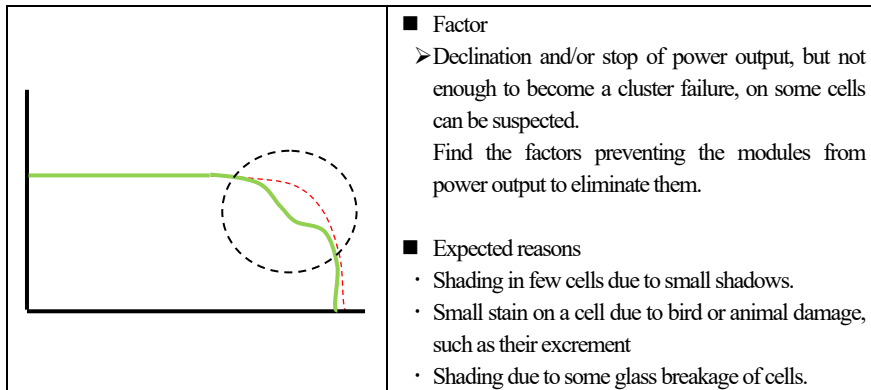 ■ Factor
➢Declination and/or stop of power output, but not
enough to become a cluster failure, on some cells
can be suspected.
Find the factors preventing the modules from
power output to eliminate them.
■ Expected reasons
・ Shading in few cells due to small shadows.
・ Small stain on a cell due to bird or animal damage,
such as their excrement
・ Shading due to some glass breakage of cells.